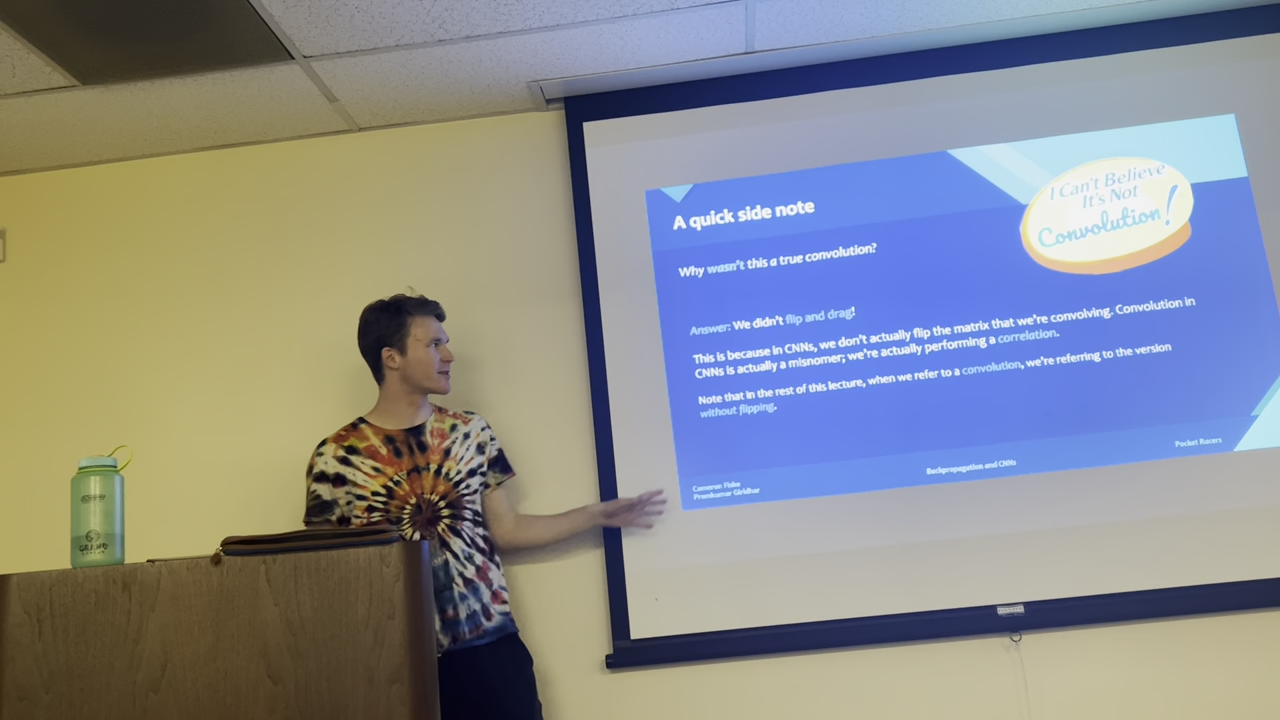 I Can't Believe
It's Not
Convolution!
A quick side note
Why wasn't this a true convolution?
Answer: We didn't flip and drag!
This is because in CNNs, we don't actually flip the matrix that we're convolving. Convolution in
CNNs is actually a misnomer; we're actually performing a correlation.
Note that in the rest of this lecture, when we refer to a convolution, we're referring to the version
without flipping.
Cameron Fiske
Premkumar Giridhar
Backpropagation and CNNs
Pocket Racers
GRAND